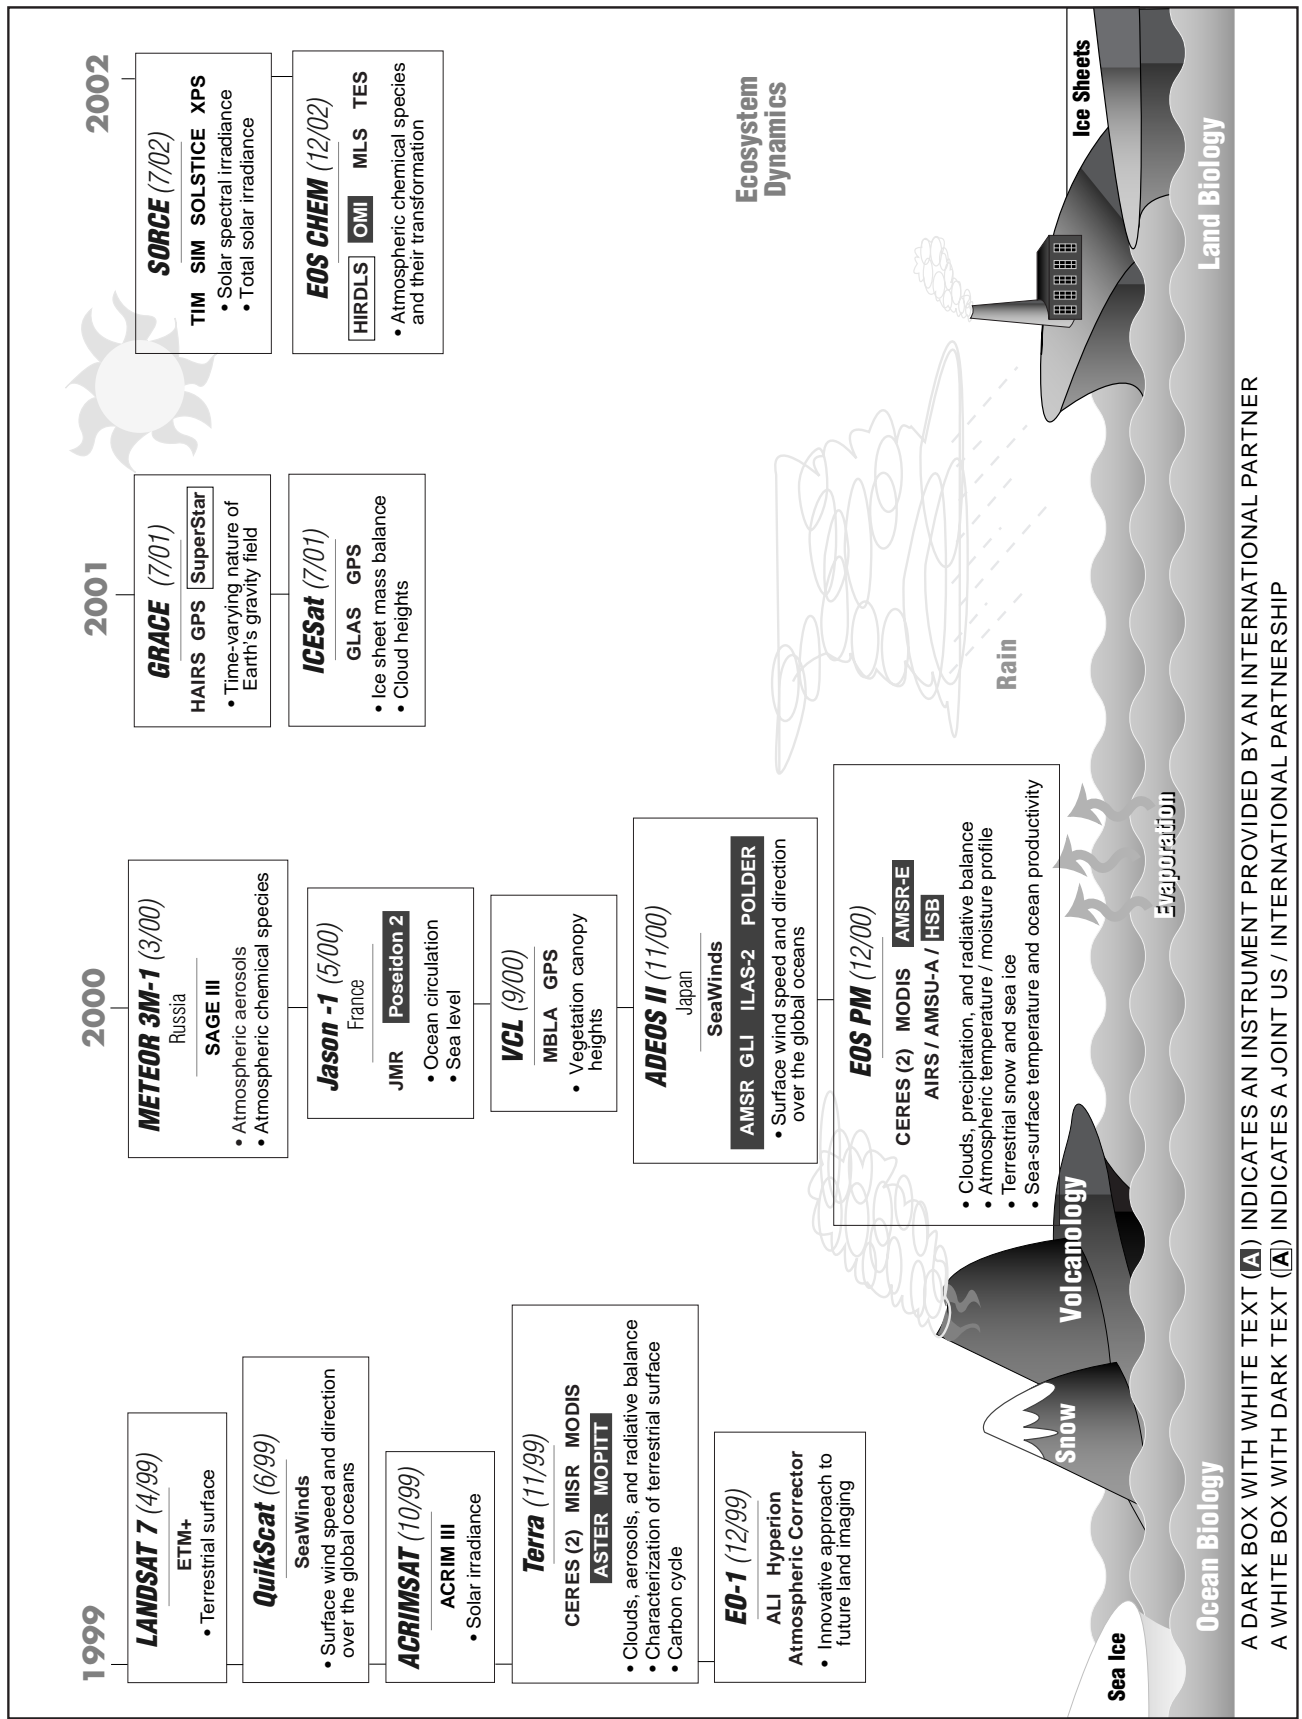 1999
LANDSAT 7 (4/99)
ETM+
• Terrestrial surface
QuikScat (6/99)
SeaWinds
• Surface wind speed and direction
over the global oceans
ACRIMSAT (10/99)
ACRIM III
• Solar irradiance
Terra (11/99)
CERES (2) MISR MODIS
ASTER MOPITT
• Clouds, aerosols, and radiative balance
• Characterization of terrestrial surface
• Carbon cycle
EO-1 (12/99)
ALI Hyperion
Atmospheric Corrector
• Innovative approach to
future land imaging
2000
METEOR 3M-1 (3/00)
Russia
SAGE III
• Atmospheric aerosols
• Atmospheric chemical species
Jason -1 (5/00)
France
JMR Poseidon 2
• Ocean circulation
• Sea level
VCL (9/00)
MBLA GPS
• Vegetation canopy
heights
ADEOS II (11/00)
Japan
SeaWinds
AMSR GLI ILAS-2 POLDER
• Surface wind speed and direction
over the global oceans
EOS PM (12/00)
CERES (2) MODIS AMSR-E
AIRS / AMSU-A / HSB
• Clouds, precipitation, and radiative balance
• Atmospheric temperature / moisture profile
• Terrestrial snow and sea ice
• Sea-surface temperature and ocean productivity
2001
GRACE (7/01)
HAIRS GPS SuperStar
• Time-varying nature of
Earth's gravity field
ICESat (7/01)
GLAS GPS
• Ice sheet mass balance
• Cloud heights
2002
SORCE (7/02)
TIM SIM SOLSTICE XPS
• Solar spectral irradiance
• Total solar irradiance
EOS CHEM (12/02)
HIRDLS OMI MLS TES
• Atmospheric chemical species
and their transformation
Ecosystem
Dynamics
Rain
Ice Sheets
Volcanology
Snow
Sea Ice
Evaporation
Ocean Biology
Land Biology
A DARK BOX WITH WHITE TEXT (A) INDICATES AN INSTRUMENT PROVIDED BY AN INTERNATIONAL PARTNER
A WHITE BOX WITH DARK TEXT (A) INDICATES A JOINT US / INTERNATIONAL PARTNERSHIP